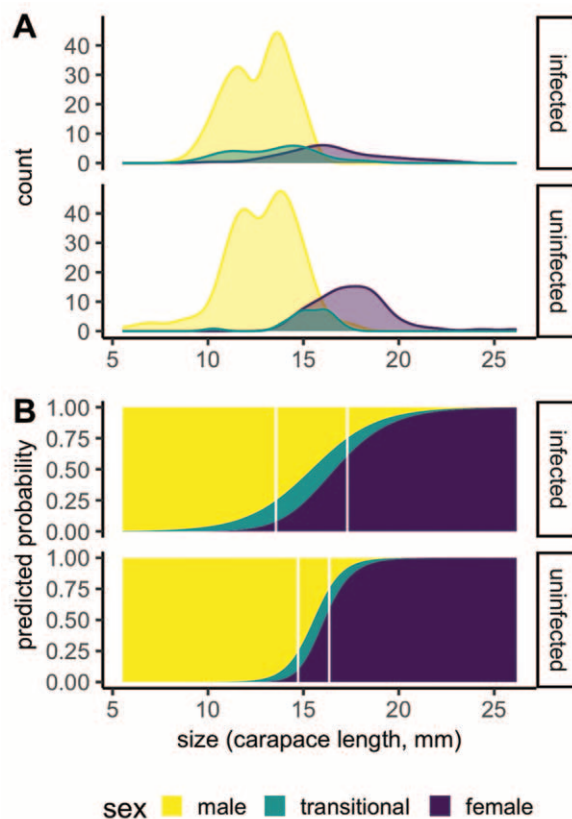 A
40
30
20
10
0
infected
count
40
30
20
10
0
uninfected
5 10 15 20 25
B
1.00
0.75
0.50
0.25
0.00
infected
predicted probability
1.00
0.75
0.50
0.25
0.00
uninfected
5 10 15 20 25
size (carapace length, mm)
sex male transitional female